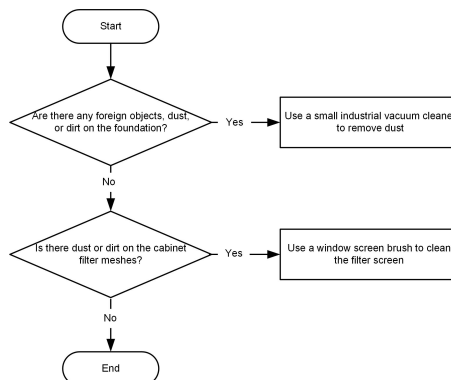 Start
Are there any foreign objects, dust,
or dirt on the foundation?
Yes
Use a small industrial vacuum cleane
to remove dust
No
Is there dust or dirt on the cabinet
filter meshes?
Yes
Use a window screen brush to clean
the filter screen
No
End